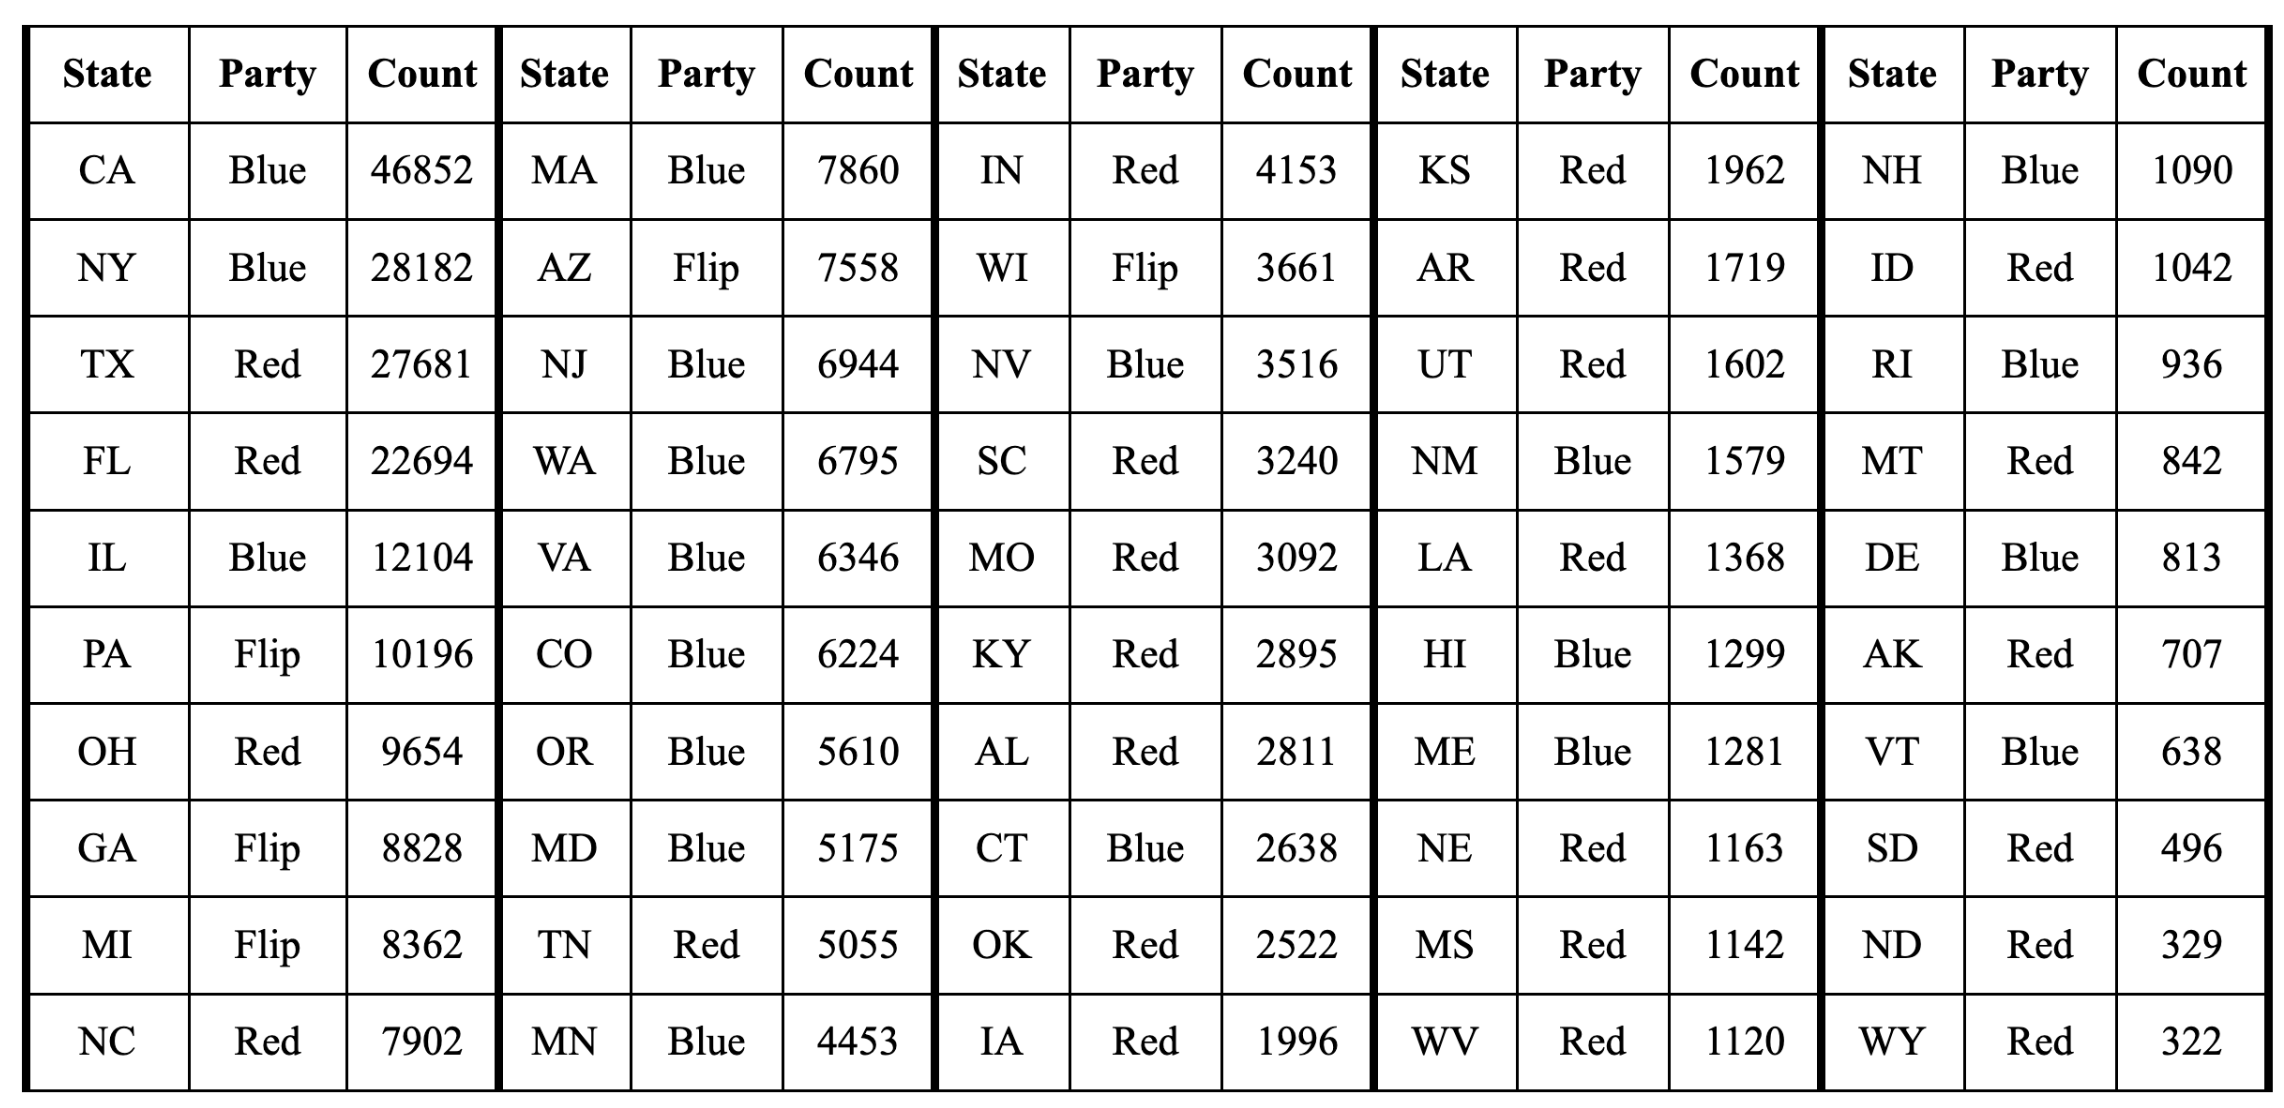 State Party Count State Party Count State Party Count State Party Count State Party Count
CA Blue 46852 MA Blue 7860 IN Red 4153 KS Red 1962 NH Blue 1090
NY Blue 28182 AZ Flip 7558 WI Flip 3661 AR Red 1719 ID Red 1042
TX Red 27681 NJ Blue 6944 NV Blue 3516 UT Red 1602 RI Blue 936
FL Red 22694 WA Blue 6795 SC Red 3240 NM Blue 1579 MT Red 842
IL Blue 12104 VA Blue 6346 MO Red 3092 LA Red 1368 DE Blue 813
PA Flip 10196 CO Blue 6224 KY Red 2895 HI Blue 1299 AK Red 707
OH Red 9654 OR Blue 5610 AL Red 2811 ME Blue 1281 VT Blue 638
GA Flip 8828 MD Blue 5175 CT Blue 2638 NE Red 1163 SD Red 496
MI Flip 8362 TN Red 5055 OK Red 2522 MS Red 1142 ND Red 329
NC Red 7902 MN Blue 4453 IA Red 1996 WV Red 1120 WY Red 322